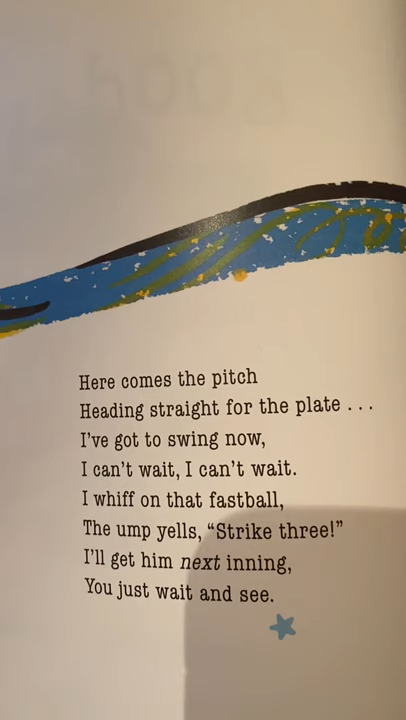 Here comes the pitch
Heading straight for the plate . . .
I've got to swing now,
I can't wait, I can't wait.
I whiff on that fastball,
The ump yells, “Strike three!”
I'll get him next inning,
You just wait and see.